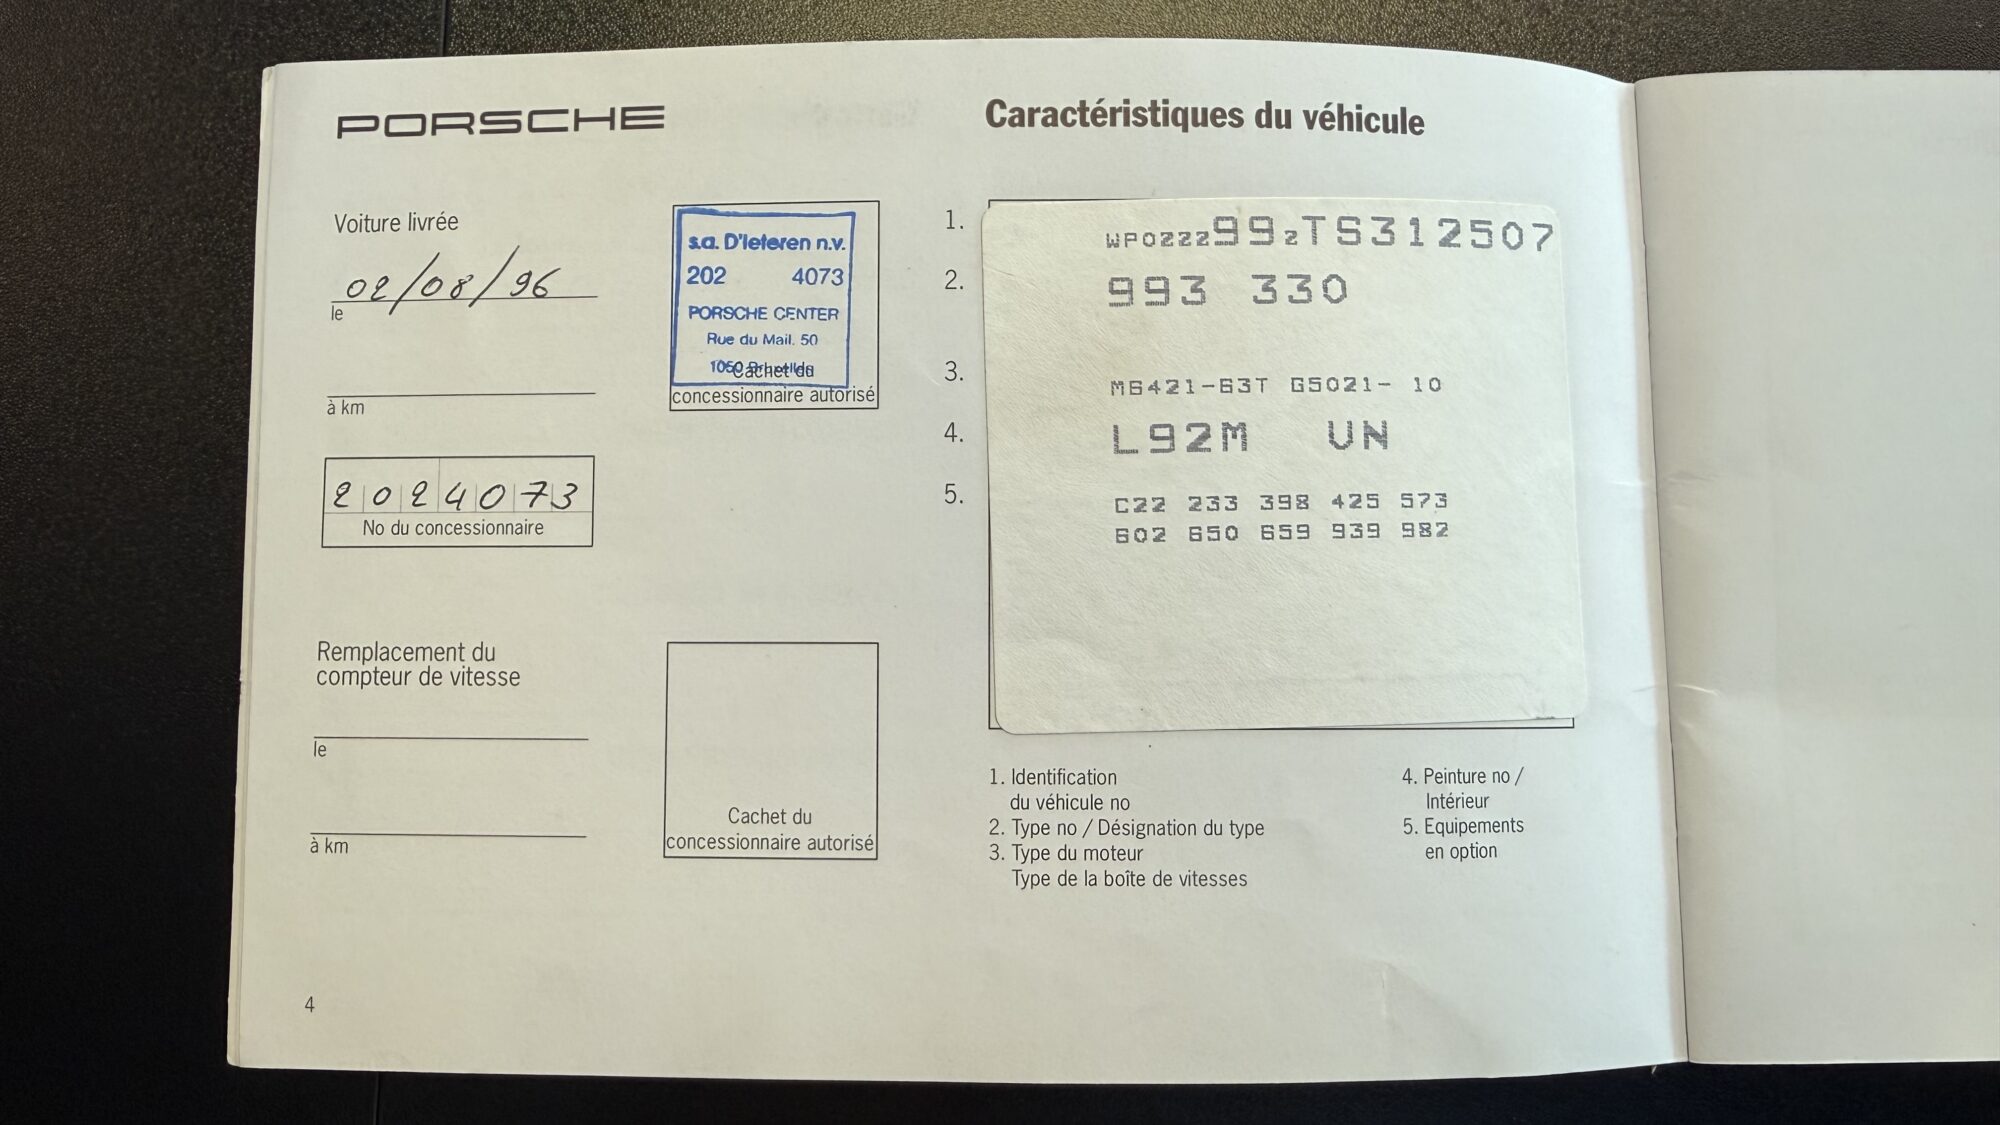 PORSCHE
Caractéristiques du véhicule
Voiture livrée
02/08/96
le
à km
2024073
No du concessionnaire
s.a. D'Ieteren n.v.
202 4073
PORSCHE CENTER
Rue du Mail. 50
1050 Bruxelles
Cachet du
concessionnaire autorisé
Remplacement du
compteur de vitesse
le
à km
Cachet du
concessionnaire autorisé
1. WP0ZZZ99ZTS312507
2. 993 330
3. M6421-63T G5021- 10
4. L92M VN
5. C22 233 398 425 573
602 650 659 939 982
1. Identification
du véhicule no
2. Type no / Désignation du type
3. Type du moteur
Type de la boîte de vitesses
4. Peinture no /
Intérieur
5. Equipements
en option
4